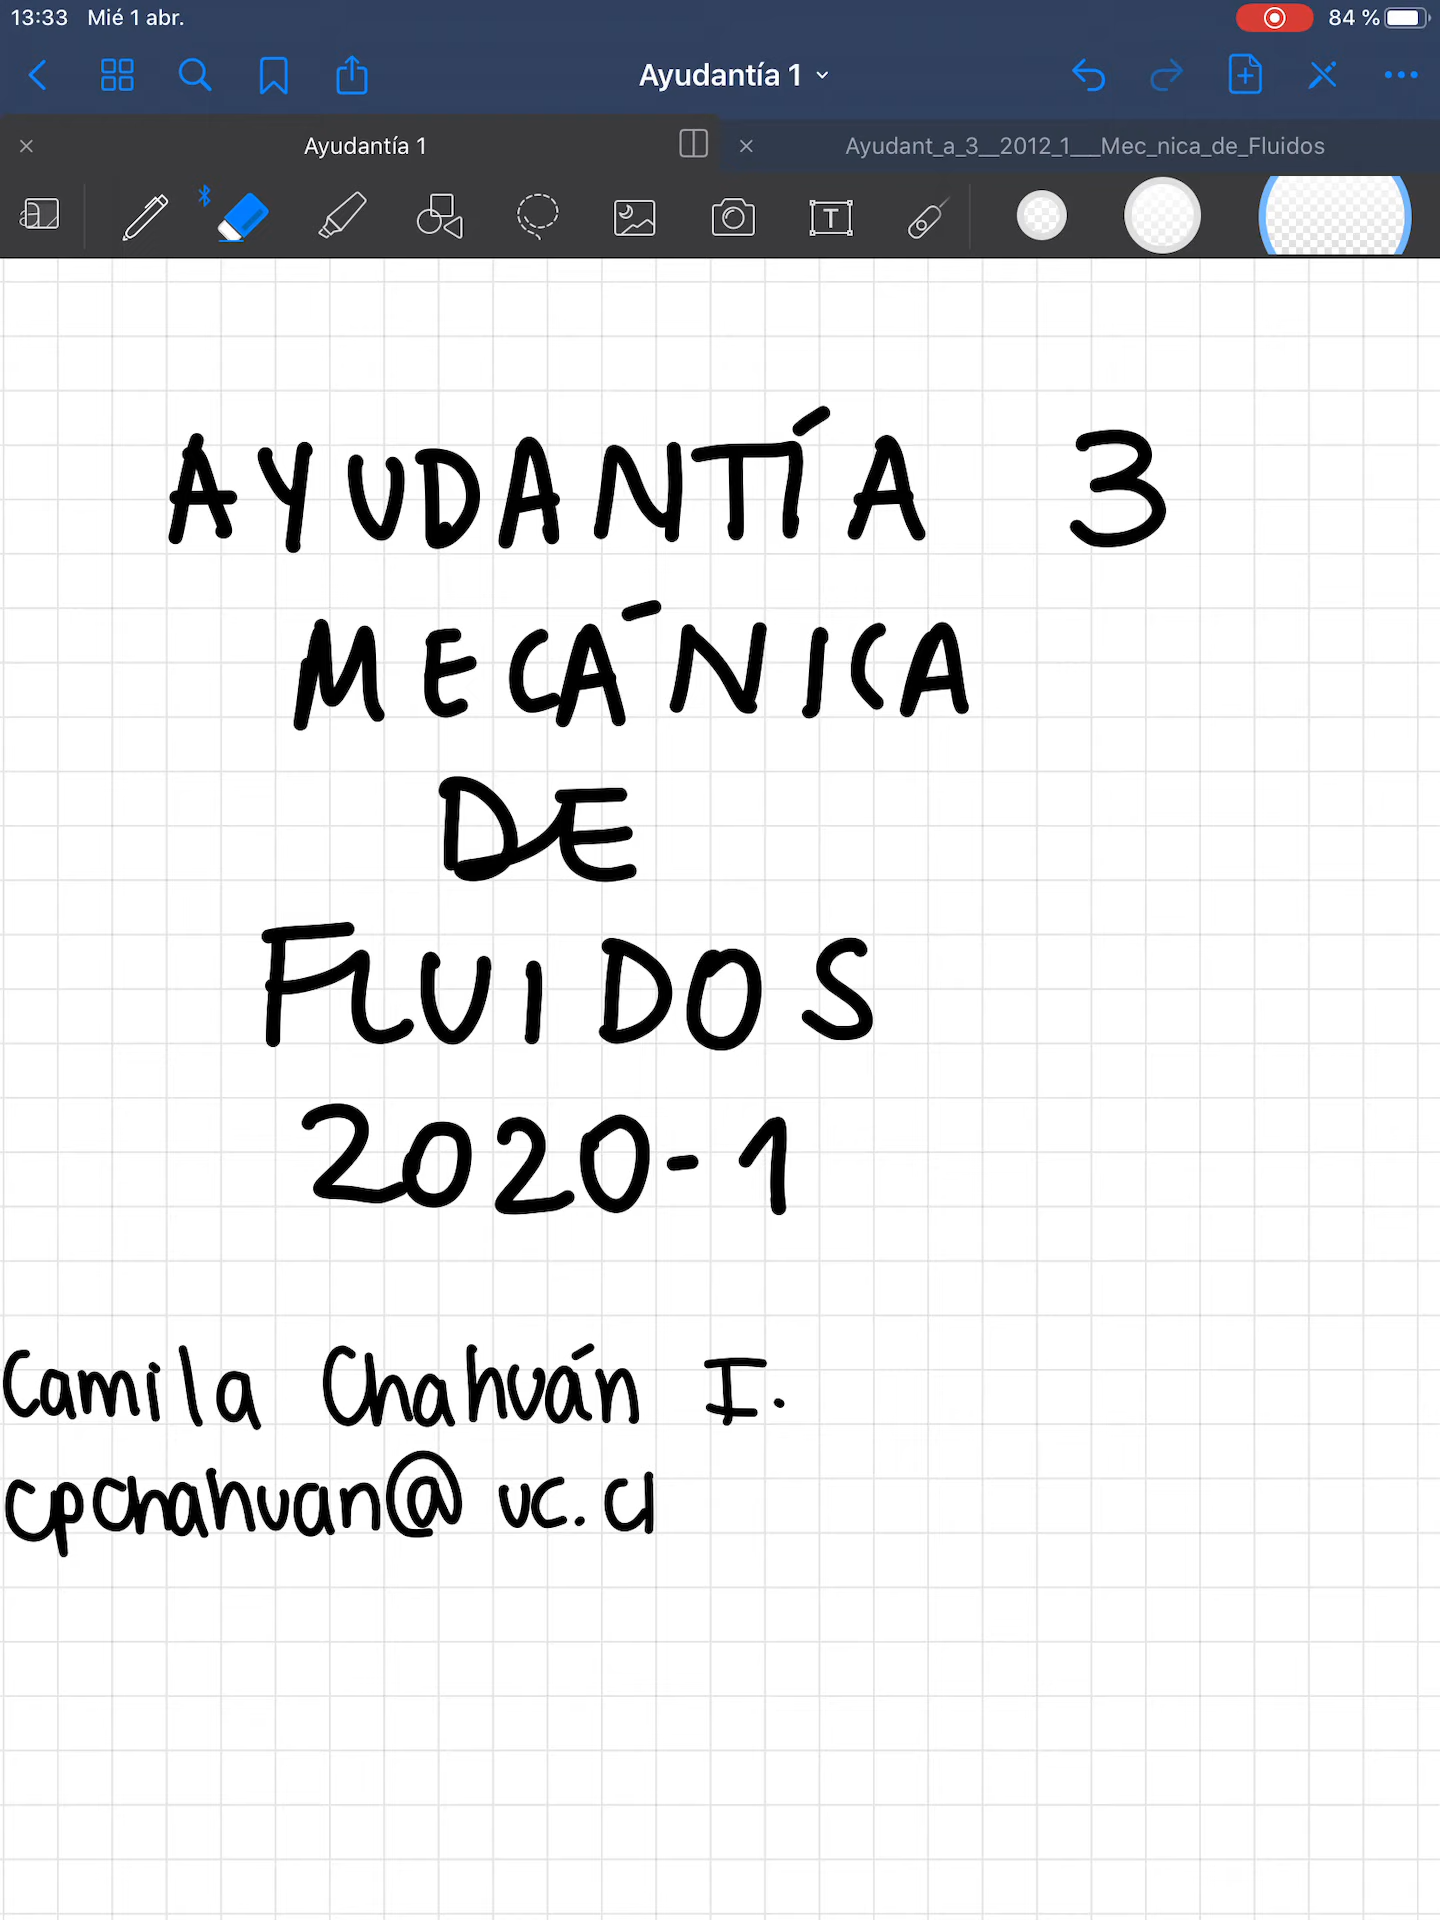 13:33 Mié 1 abr. 84 %
Ayudantía 1
Ayudantía 1 Ayudant_a_3__2012_1___Mec_nica_de_Fluidos
T
AYUDANTÍA 3
MECÁNICA
DE
FLUIDOS
2020-1
Camila Chahuán I.
cpchahuan@uc.cl